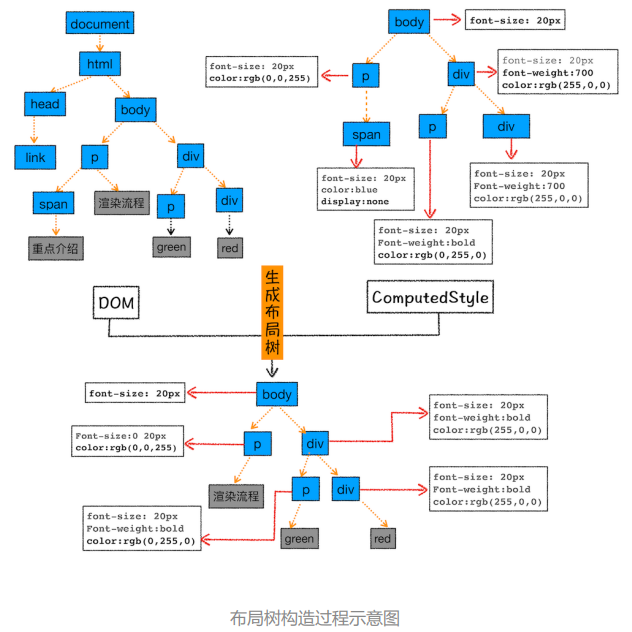 document
html
head
body
link
p
div
span
渲染流程
p
div
重点介绍
green
red
body
font-size: 20px
font-size: 20px
color:rgb(0,0,255)
p
div
font-size: 20px
font-weight:700
color:rgb(255,0,0)
span
p
div
font-size: 20px
color:blue
display:none
font-size: 20px
Font-weight:700
color:rgb(255,0,0)
font-size: 20px
Font-weight:bold
color:rgb(0,255,0)
DOM
生成布局树
ComputedStyle
font-size: 20px
body
Font-size:0 20px
color:rgb(0,0,255)
p
div
font-size: 20px
font-weight:bold
color:rgb(255,0,0)
渲染流程
p
div
font-size: 20px
Font-weight:bold
color:rgb(255,0,0)
font-size: 20px
Font-weight:bold
color:rgb(0,255,0)
green
red
布局树构造过程示意图